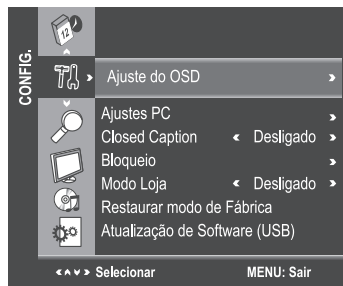 12
CONFIG.
Ajuste do OSD
Ajustes PC
Closed Caption Desligado
Bloqueio
Modo Loja Desligado
Restaurar modo de Fábrica
Atualização de Software (USB)
Selecionar MENU: Sair